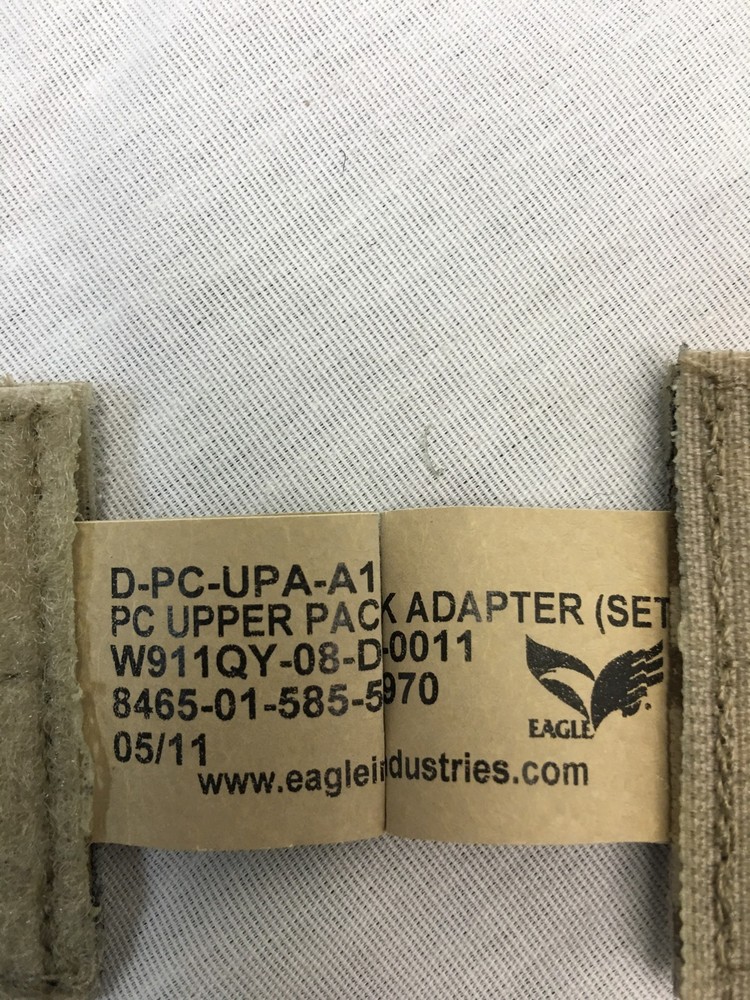 D-PC-UPA-A1
PC UPPER PACK ADAPTER (SET
W911QY-08-D-0011
8465-01-585-5970
EAGLE
05/11
www.eagleindustries.com